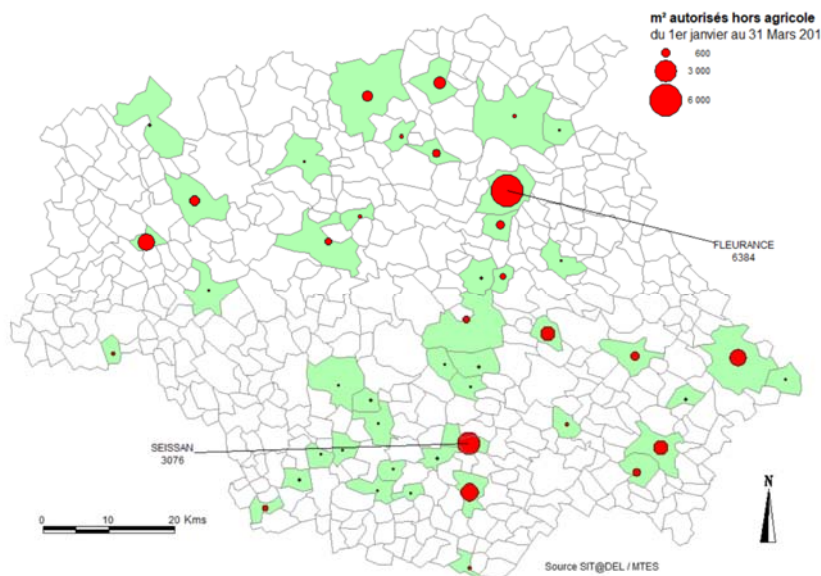 m² autorisés hors agricole
du 1er janvier au 31 Mars 201
600
3 000
6 000
FLEURANCE
6384
SEISSAN
3076
N
0 10 20 Kms
Source SIT@DEL / MTES